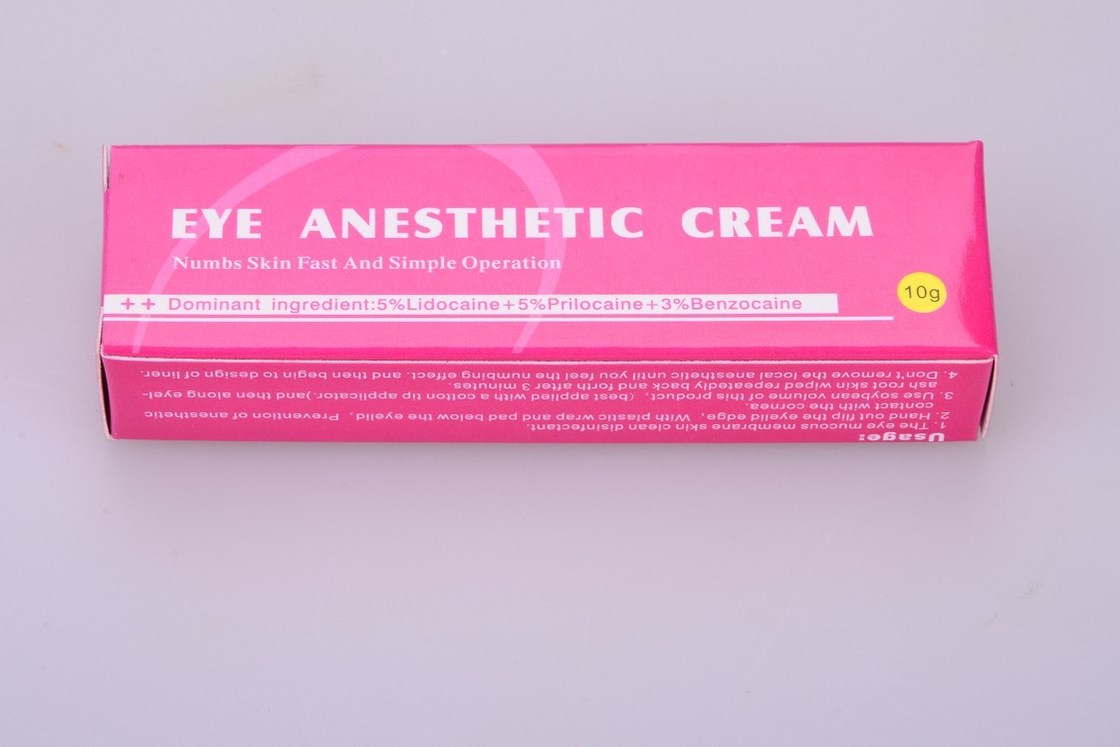 EYE ANESTHETIC CREAM
Numbs Skin Fast And Simple Operation
++ Dominant ingredient:5%Lidocaine+5%Prilocaine+3%Benzocaine
10g
Usage:
1. The eye mucous membrane skin clean disinfectant.
2. Hand out flip the eyelid edge, With plastic wrap and pad below the eyelid, Prevention of anesthetic
contact with the cornea.
3. Use soybean volume of this product, (best applied with a cotton tip applicator.)and then along eyel-
ash root skin wiped repeatedly back and forth after 3 minutes.
4. Don't remove the local anesthetic until you feel the numbing effect. and then begin to design of liner.